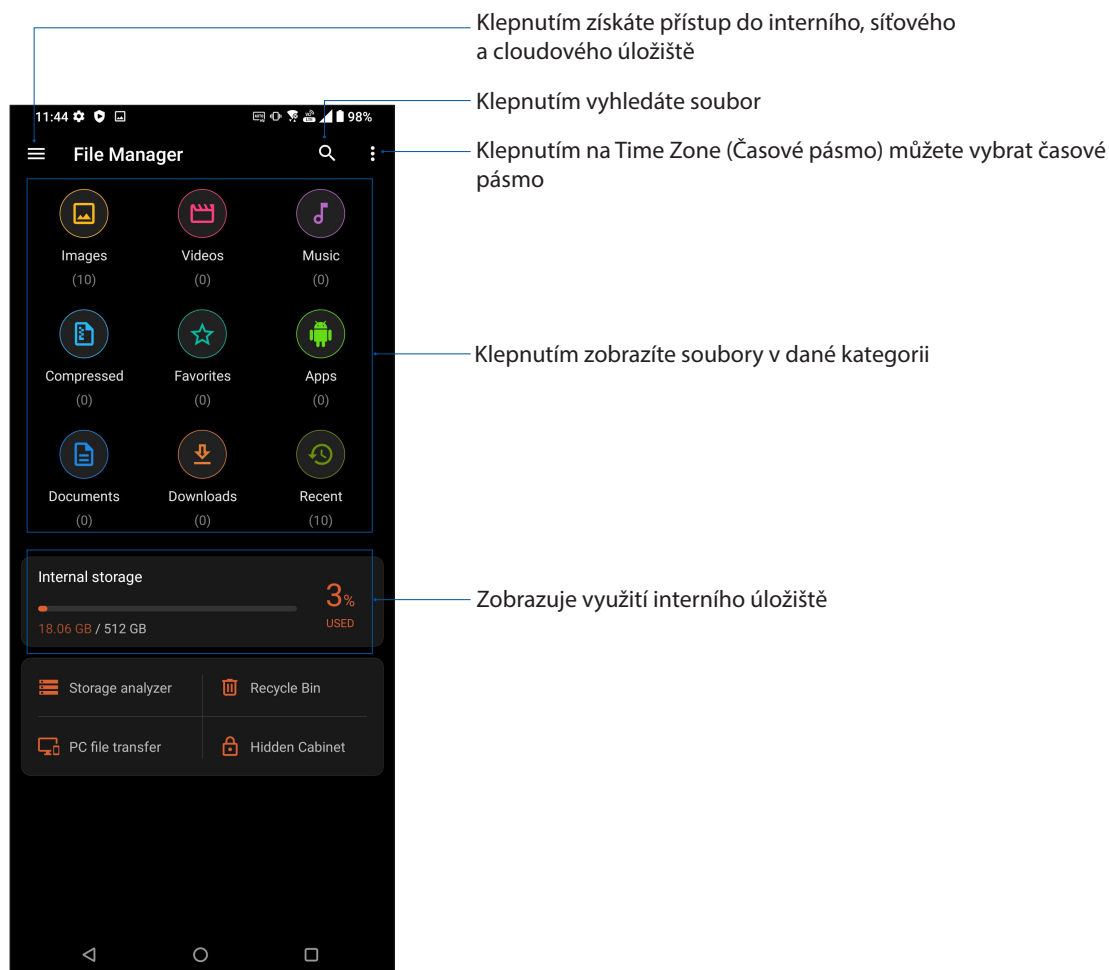 Klepnutím získáte přístup do interního, síťového
a cloudového úložiště
Klepnutím vyhledáte soubor
11:44
98%
File Manager
Klepnutím na Time Zone (Časové pásmo) můžete vybrat časové
pásmo
Images
Videos
Music
(10)
(0)
(0)
Klepnutím zobrazíte soubory v dané kategorii
Compressed
Favorites
Apps
(0)
(0)
(0)
Documents
Downloads
Recent
(0)
(0)
(10)
Internal storage
3%
USED
18.06 GB / 512 GB
Zobrazuje využití interního úložiště
Storage analyzer
Recycle Bin
PC file transfer
Hidden Cabinet